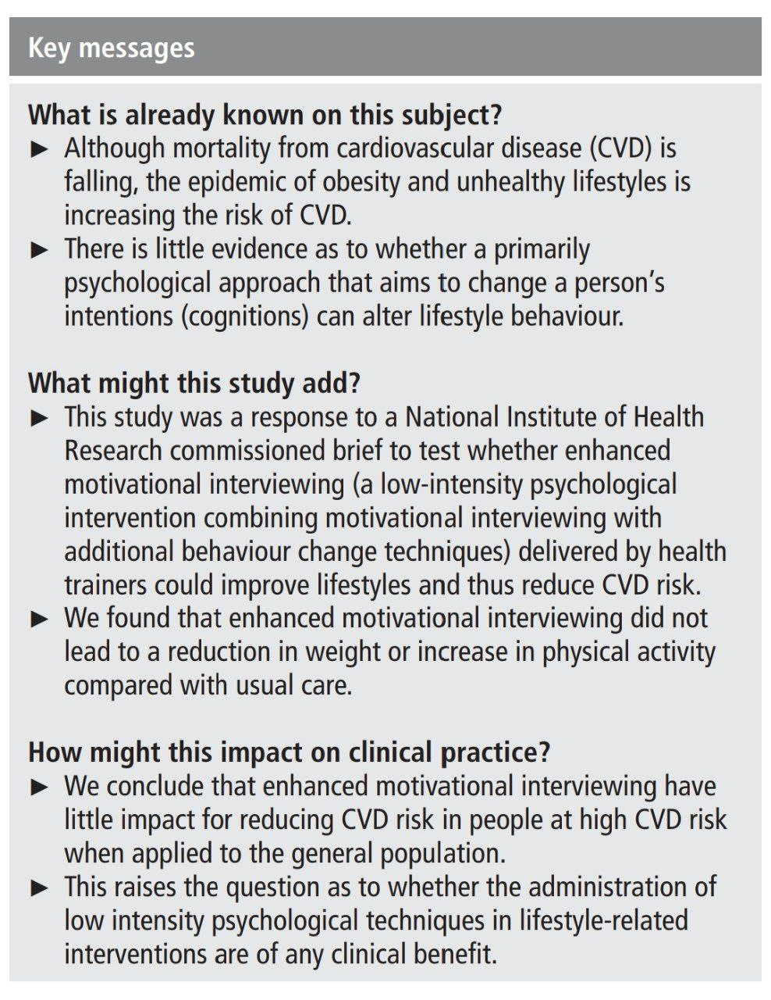 Key messages
What is already known on this subject?
► Although mortality from cardiovascular disease (CVD) is
falling, the epidemic of obesity and unhealthy lifestyles is
increasing the risk of CVD.
► There is little evidence as to whether a primarily
psychological approach that aims to change a person’s
intentions (cognitions) can alter lifestyle behaviour.
What might this study add?
► This study was a response to a National Institute of Health
Research commissioned brief to test whether enhanced
motivational interviewing (a low-intensity psychological
intervention combining motivational interviewing with
additional behaviour change techniques) delivered by health
trainers could improve lifestyles and thus reduce CVD risk.
► We found that enhanced motivational interviewing did not
lead to a reduction in weight or increase in physical activity
compared with usual care.
How might this impact on clinical practice?
► We conclude that enhanced motivational interviewing have
little impact for reducing CVD risk in people at high CVD risk
when applied to the general population.
► This raises the question as to whether the administration of
low intensity psychological techniques in lifestyle-related
interventions are of any clinical benefit.